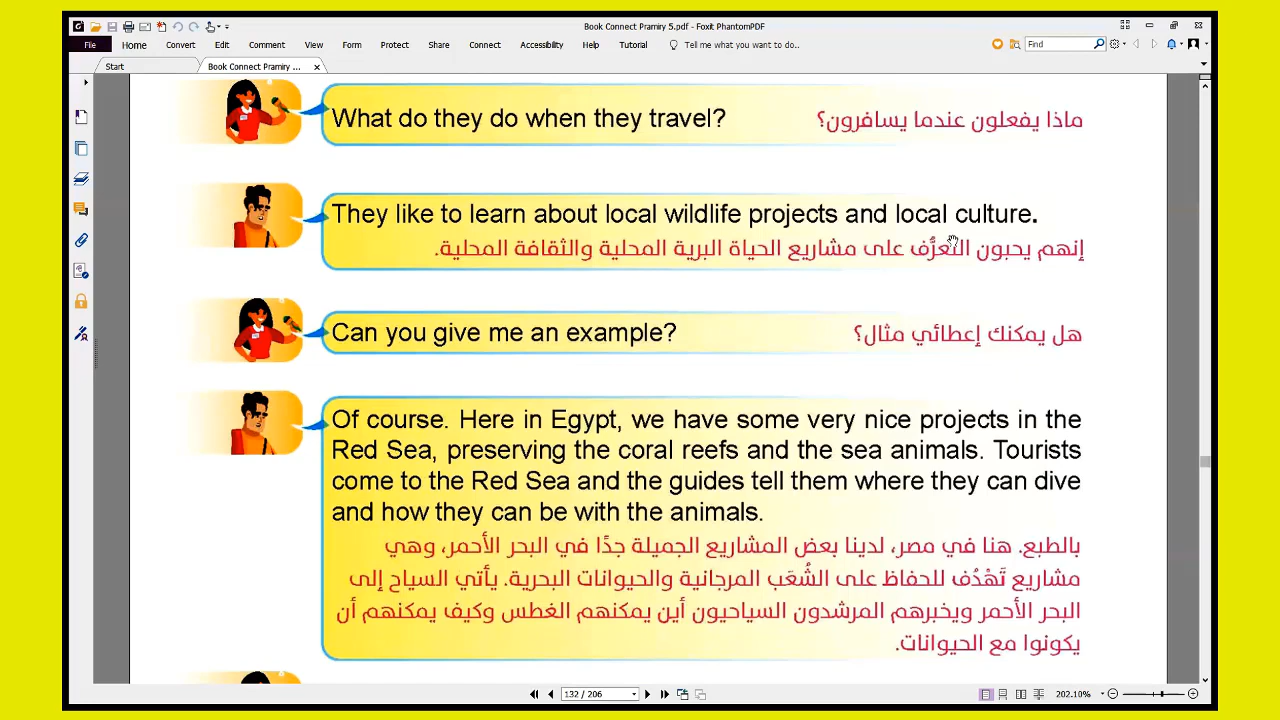 Book Connect Pramiry 5.pdf - Foxit PhantomPDF
File Home Convert Edit Comment View Form Protect Share Connect Accessibility Help Tutorial Tell me what you want to do.. Find
Start Book Connect Pramiry ...
What do they do when they travel? ماذا يفعلون عندما يسافرون؟
They like to learn about local wildlife projects and local culture.
إنهم يحبون التعرُّف على مشاريع الحياة البرية المحلية والثقافة المحلية.
Can you give me an example? هل يمكنك إعطائي مثال؟
Of course. Here in Egypt, we have some very nice projects in the
Red Sea, preserving the coral reefs and the sea animals. Tourists
come to the Red Sea and the guides tell them where they can dive
and how they can be with the animals.
بالطبع. هنا في مصر، لدينا بعض المشاريع الجميلة جدًا في البحر الأحمر، وهي
مشاريع تَهْدُف للحفاظ على الشُعَب المرجانية والحيوانات البحرية. يأتي السياح إلى
البحر الأحمر ويخبرهم المرشدون السياحيون أين يمكنهم الغطس وكيف يمكنهم أن
يكونوا مع الحيوانات.
132 / 206 202.10%